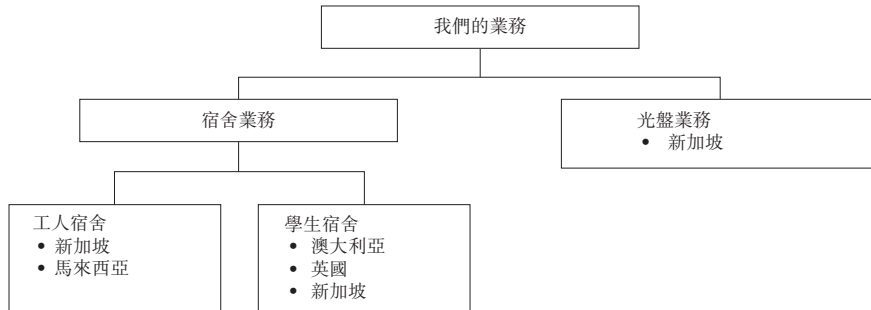 我們的業務
宿舍業務
光盤業務
• 新加坡
工人宿舍
• 新加坡
• 馬來西亞
學生宿舍
• 澳大利亞
• 英國
• 新加坡